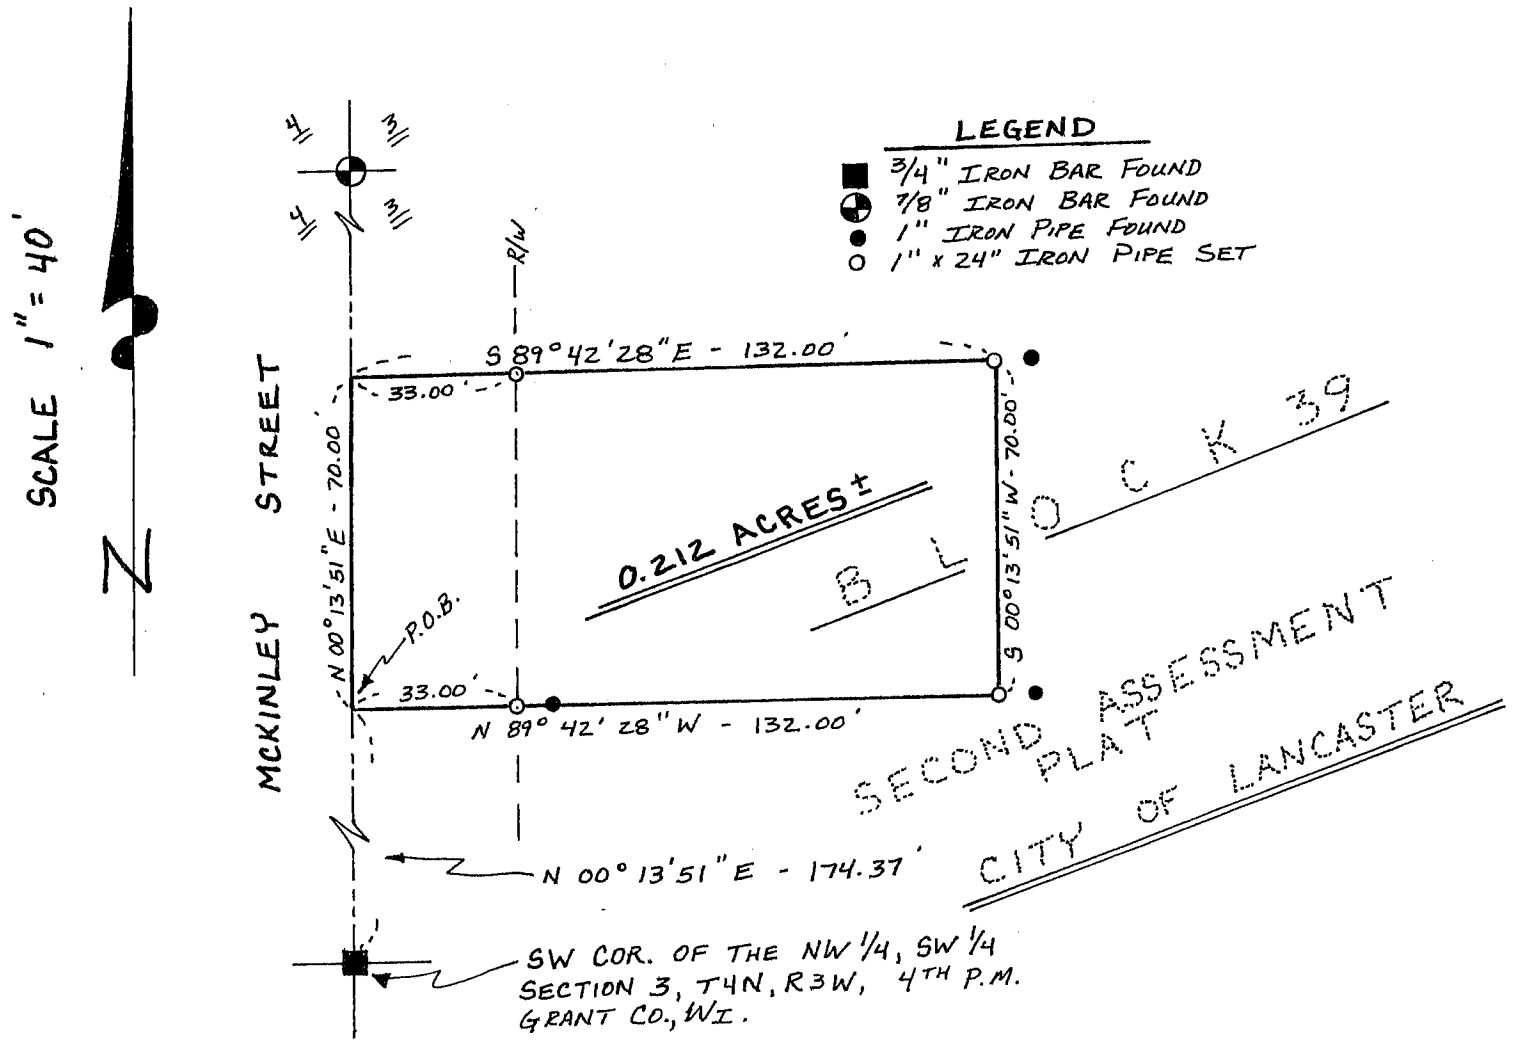 SCALE 1" = 40'
N
4 3
4 3
R/W
LEGEND
3/4" IRON BAR FOUND
7/8" IRON BAR FOUND
1" IRON PIPE FOUND
1" x 24" IRON PIPE SET
MCKINLEY STREET
S 89° 42' 28" E - 132.00'
33.00'
N 00° 13' 51" E - 70.00
S 00° 13' 51" W - 70.00'
0.212 ACRES ±
BLOCK 39
P.O.B.
33.00'
N 89° 42' 28" W - 132.00'
SECOND ASSESSMENT
PLAT
CITY OF LANCASTER
N 00° 13' 51" E - 174.37'
SW COR. OF THE NW 1/4, SW 1/4
SECTION 3, T4N, R3W, 4TH P.M.
GRANT CO., WI.